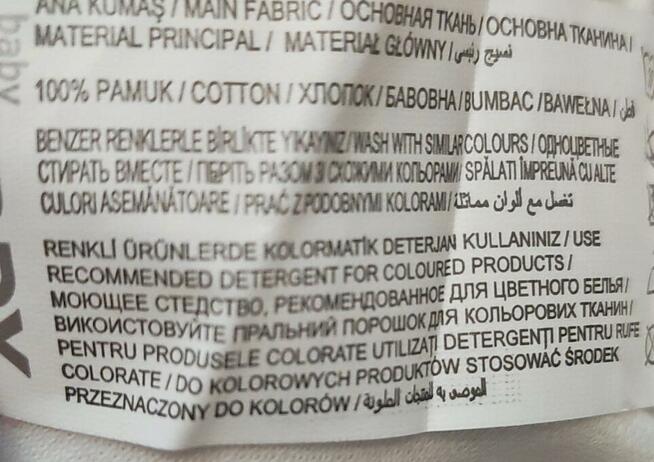 ANA KUMAŞ / MAIN FABRIC / ОСНОВНАЯ ТКАНЬ / ОСНОВНА ТКАНИНА /
MATERIAL PRINCIPAL / MATERIAŁ GŁÓWNY / نسيج رئيسي
100% PAMUK / COTTON / ХЛОПОК / БАВОВНА / BUMBAC / BAWEŁNA / قطن
BENZER RENKLERLE BİRLİKTE YIKAYINIZ / WASH WITH SIMILAR COLOURS / ОДНОЦВЕТНЫЕ
СТИРАТЬ ВМЕСТЕ / ПЕРІТЬ РАЗОМ З СХОЖИМИ КОЛЬОРАМИ / SPĂLATI ÎMPREUNĂ CU ALTE
CULORI ASEMĂNĂTOARE / PRAĆ Z PODOBNYMI KOLORAMI / تغسل مع ألوان مماثلة
RENKLİ ÜRÜNLERDE KOLORMATİK DETERJAN KULLANINIZ / USE
RECOMMENDED DETERGENT FOR COLOURED PRODUCTS /
МОЮЩЕЕ СТЕДСТВО, РЕКОМЕНДОВАННОЕ ДЛЯ ЦВЕТНОГО БЕЛЬЯ /
ВИКОИСТОВУЙТЕ ПРАЛЬНИЙ ПОРОШОК ДЛЯ КОЛЬОРОВИХ ТКАНИН /
PENTRU PRODUSELE COLORATE UTILIZAȚI DETERGENȚI PENTRU RUFE
COLORATE / DO KOLOROWYCH PRODUKTÓW STOSOWAĆ ŚRODEK
PRZEZNACZONY DO KOLORÓW / الموصى به للمنتجات الملونة
baby